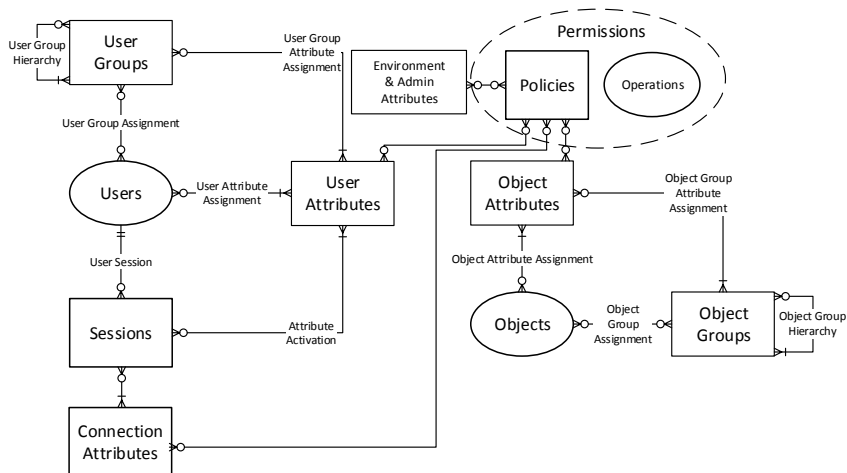 Permissions
User Group
Hierarchy
User
Groups
User Group
Attribute
Assignment
Environment
& Admin
Attributes
Policies
Operations
User Group Assignment
Users
User Attribute
Assignment
User
Attributes
Object
Attributes
Object Group
Attribute
Assignment
User Session
Object Attribute Assignment
Sessions
Attribute
Activation
Objects
Object
Group
Assignment
Object
Groups
Object Group
Hierarchy
Connection
Attributes